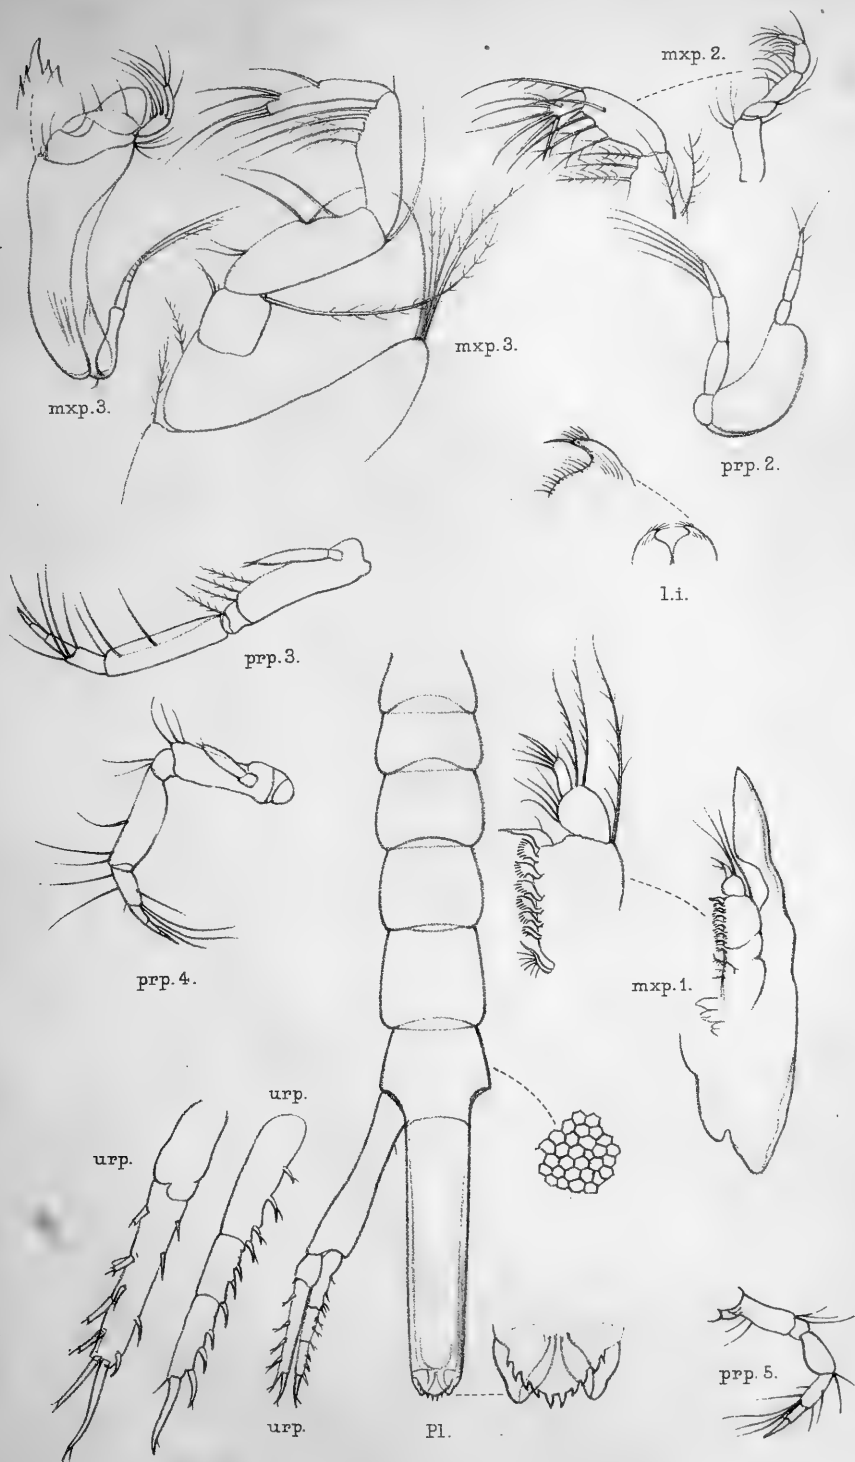 mxp. 2.
mxp. 3.
mxp. 3.
prp. 2.
l.i.
prp. 3.
prp. 4.
mxp. 1.
urp.
urp.
prp. 5.
urp.
Pl.